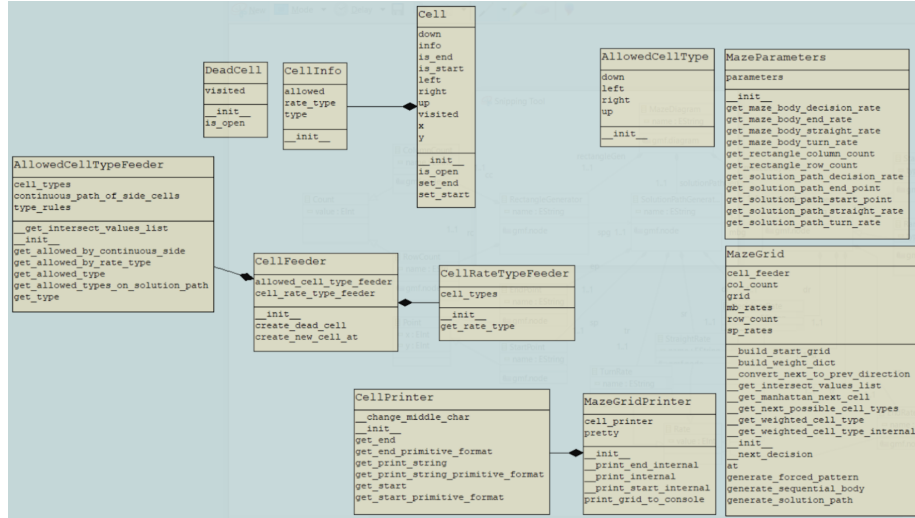 Cell
down
info
is_end
is_start
left
right
up
visited
x
y
__init__
is_open
set_end
set_start
DeadCell
visited
__init__
is_open
CellInfo
allowed
rate_type
type
__init__
AllowedCellType
down
left
right
up
__init__
MazeParameters
parameters
__init__
get_maze_body_decision_rate
get_maze_body_end_rate
get_maze_body_straight_rate
get_maze_body_turn_rate
get_rectangle_column_count
get_rectangle_row_count
get_solution_path_decision_rate
get_solution_path_end_point
get_solution_path_start_point
get_solution_path_straight_rate
get_solution_path_turn_rate
AllowedCellTypeFeeder
cell_types
continuous_path_of_side_cells
type_rules
__get_intersect_values_list
__init__
get_allowed_by_continuous_side
get_allowed_by_rate_type
get_allowed_type
get_allowed_types_on_solution_path
get_type
CellFeeder
allowed_cell_type_feeder
cell_rate_type_feeder
__init__
create_dead_cell
create_new_cell_at
CellRateTypeFeeder
cell_types
__init__
get_rate_type
MazeGrid
cell_feeder
col_count
grid
mb_rates
row_count
sp_rates
__build_start_grid
__build_weight_dict
__convert_next_to_prev_direction
__get_intersect_values_list
__get_manhattan_next_cell
__get_next_possible_cell_types
__get_weighted_cell_type
__get_weighted_cell_type_internal
__init__
__next_decision
at
generate_forced_pattern
generate_sequential_body
generate_solution_path
CellPrinter
__change_middle_char
__init__
get_end
get_end_primitive_format
get_print_string
get_print_string_primitive_format
get_start
get_start_primitive_format
MazeGridPrinter
cell_printer
pretty
__init__
__print_end_internal
__print_internal
__print_start_internal
print_grid_to_console